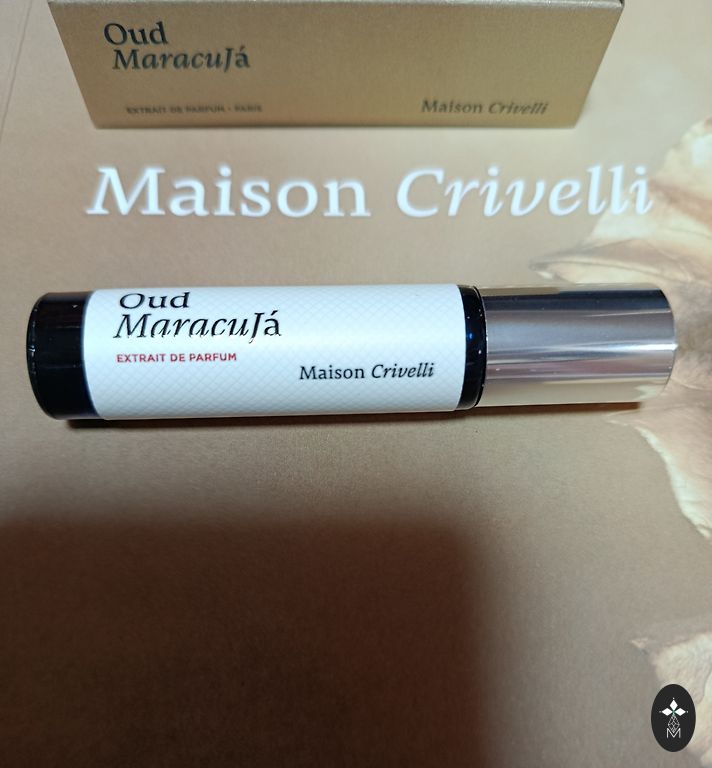 Oud
MaracuJá
EXTRAIT DE PARFUM - PARIS
Maison Crivelli
Maison Crivelli
Oud
MaracuJá
EXTRAIT DE PARFUM
Maison Crivelli
M